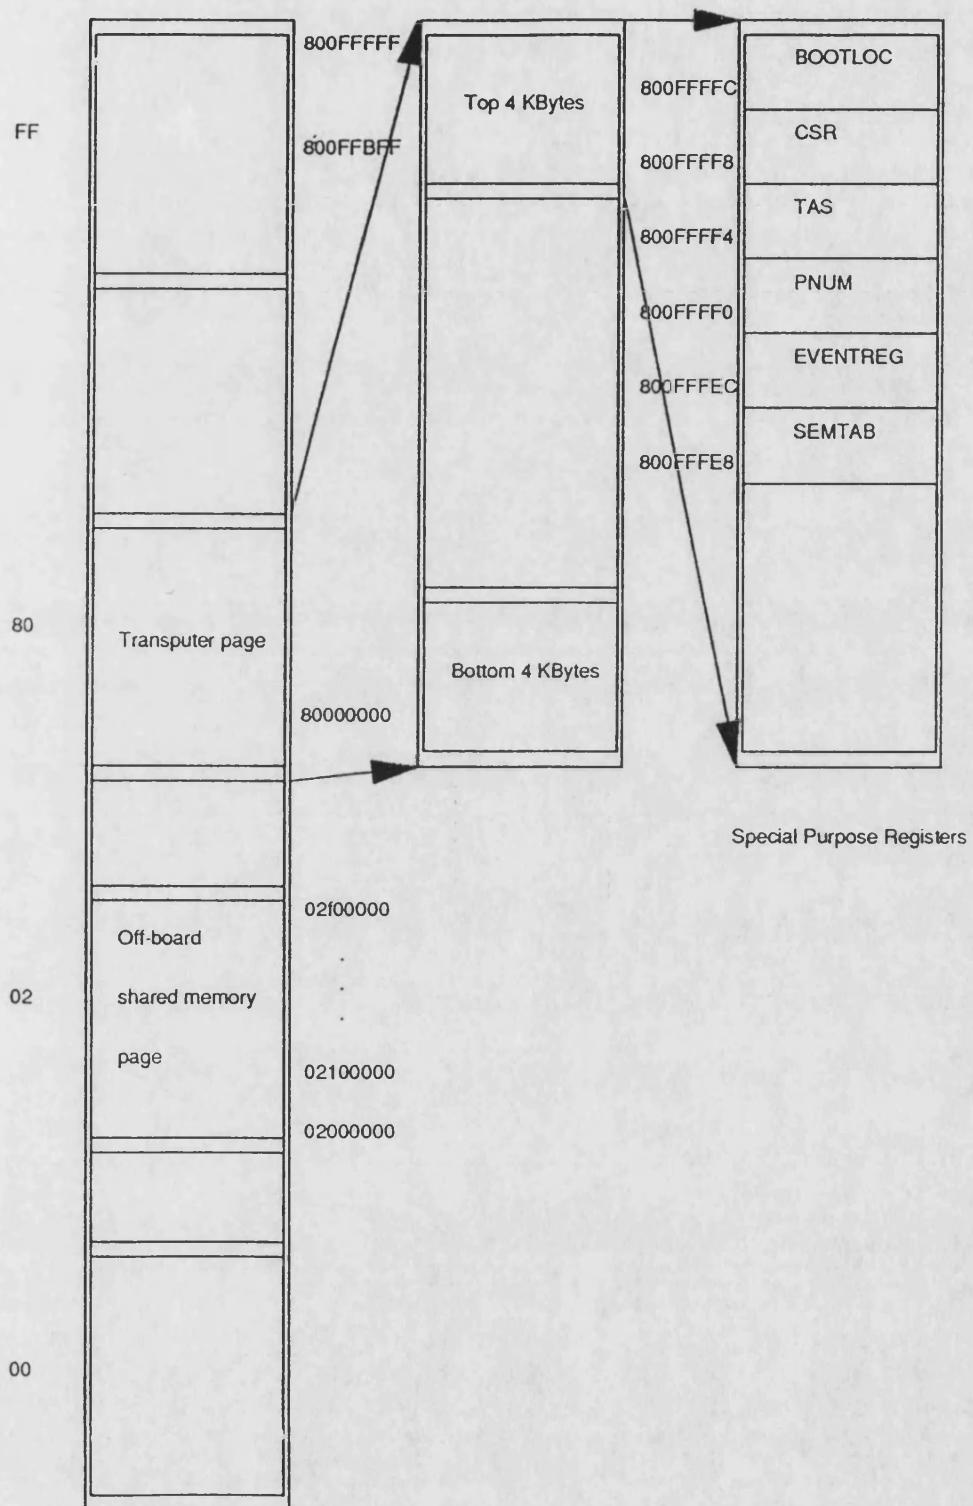 800FFFFF
BOOTLOC
Top 4 KBytes
800FFFFC
FF
CSR
800FFBFF
800FFFF8
TAS
800FFFF4
PNUM
800FFFF0
EVENTREG
800FFFEC
SEMTAB
800FFFE8
80
Transputer page
Bottom 4 KBytes
80000000
Special Purpose Registers
02f00000
Off-board
02
shared memory
page
02100000
02000000
00